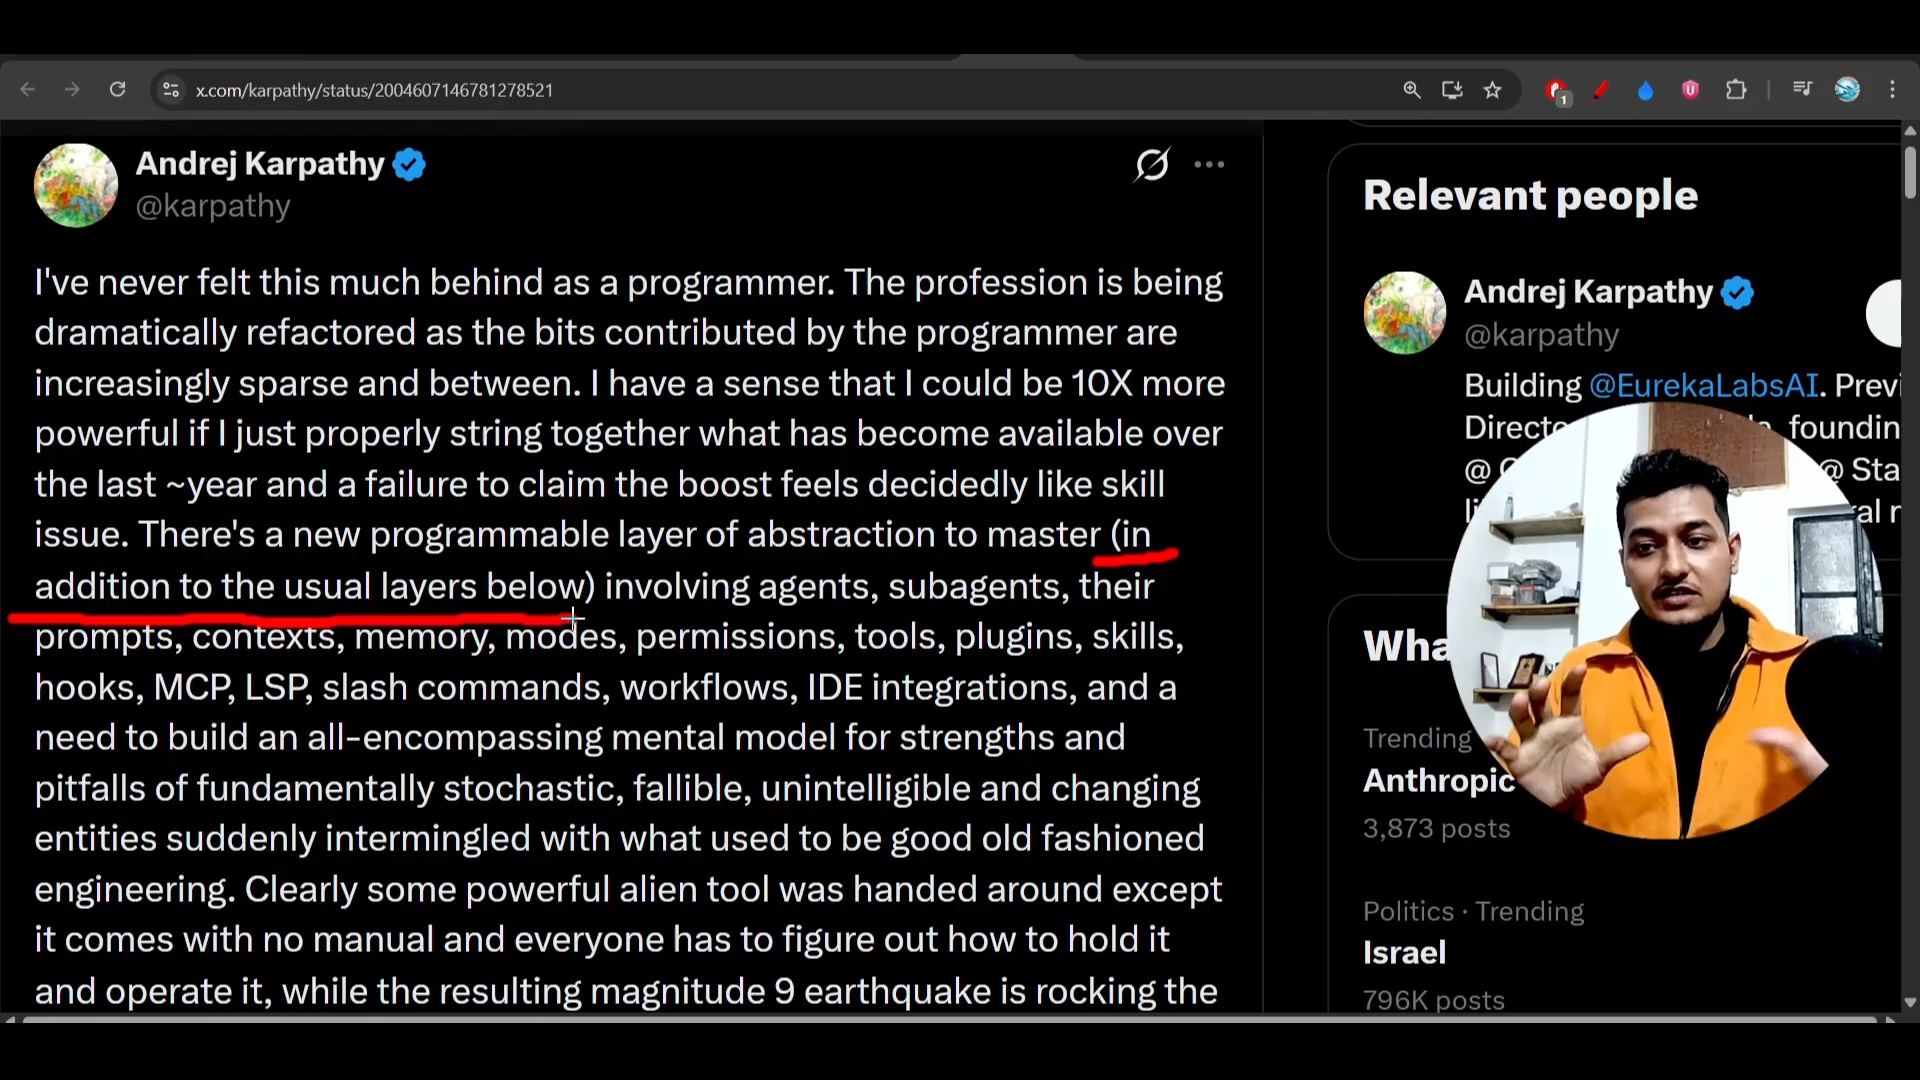 x.com/karpathy/status/2004607146781278521
1
Andrej Karpathy
@karpathy
I've never felt this much behind as a programmer. The profession is being
dramatically refactored as the bits contributed by the programmer are
increasingly sparse and between. I have a sense that I could be 10X more
powerful if I just properly string together what has become available over
the last ~year and a failure to claim the boost feels decidedly like skill
issue. There's a new programmable layer of abstraction to master (in
addition to the usual layers below) involving agents, subagents, their
prompts, contexts, memory, modes, permissions, tools, plugins, skills,
hooks, MCP, LSP, slash commands, workflows, IDE integrations, and a
need to build an all-encompassing mental model for strengths and
pitfalls of fundamentally stochastic, fallible, unintelligible and changing
entities suddenly intermingled with what used to be good old fashioned
engineering. Clearly some powerful alien tool was handed around except
it comes with no manual and everyone has to figure out how to hold it
and operate it, while the resulting magnitude 9 earthquake is rocking the
Relevant people
Andrej Karpathy
@karpathy
Building @EurekaLabsAI. Previ
Directo foundin
@ @ Sta
Trending
Anthropic
3,873 posts
Politics · Trending
Israel
796K posts